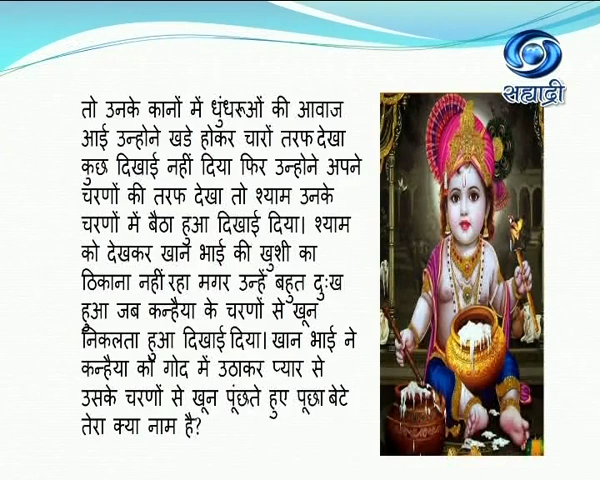 सह्याद्री
तो उनके कानों में धुंधरूओं की आवाज
आई उन्होने खडे होकर चारों तरफ देखा
कुछ दिखाई नहीं दिया फिर उन्होने अपने
चरणों की तरफ देखा तो श्याम उनके
चरणों में बैठा हुआ दिखाई दिया। श्याम
को देखकर खान भाई की खुशी का
ठिकाना नहीं रहा मगर उन्हें बहुत दुःख
हुआ जब कन्हैया के चरणों से खून
निकलता हुआ दिखाई दिया। खान भाई ने
कन्हैया को गोद में उठाकर प्यार से
उसके चरणों से खून पूंछते हुए पूछा बेटे
तेरा क्या नाम है?